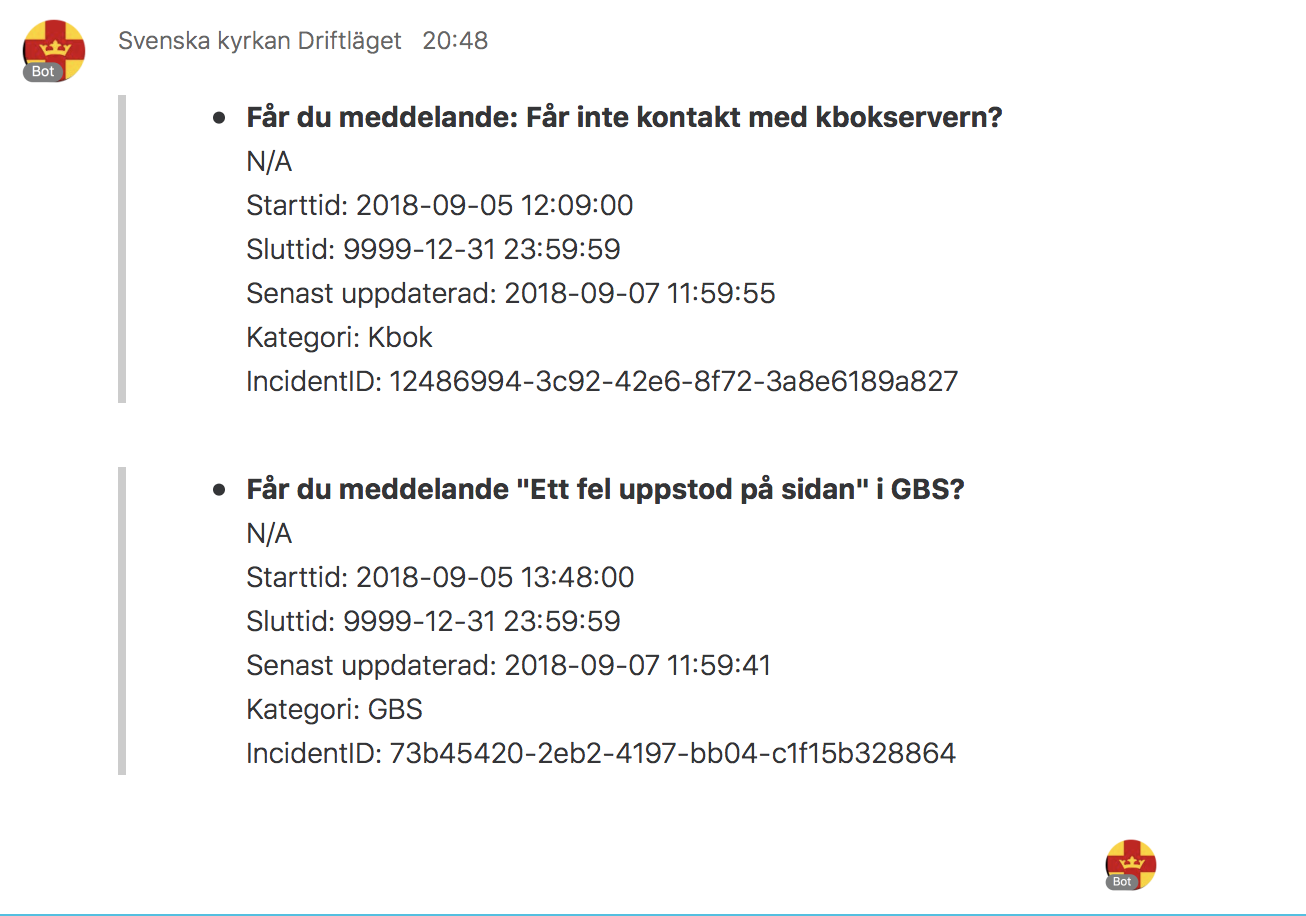 Svenska kyrkan Driftläget 20:48
Bot
Får du meddelande: Får inte kontakt med kbokservern?
N/A
Starttid: 2018-09-05 12:09:00
Sluttid: 9999-12-31 23:59:59
Senast uppdaterad: 2018-09-07 11:59:55
Kategori: Kbok
IncidentID: 12486994-3c92-42e6-8f72-3a8e6189a827
Får du meddelande "Ett fel uppstod på sidan" i GBS?
N/A
Starttid: 2018-09-05 13:48:00
Sluttid: 9999-12-31 23:59:59
Senast uppdaterad: 2018-09-07 11:59:41
Kategori: GBS
IncidentID: 73b45420-2eb2-4197-bb04-c1f15b328864
Bot